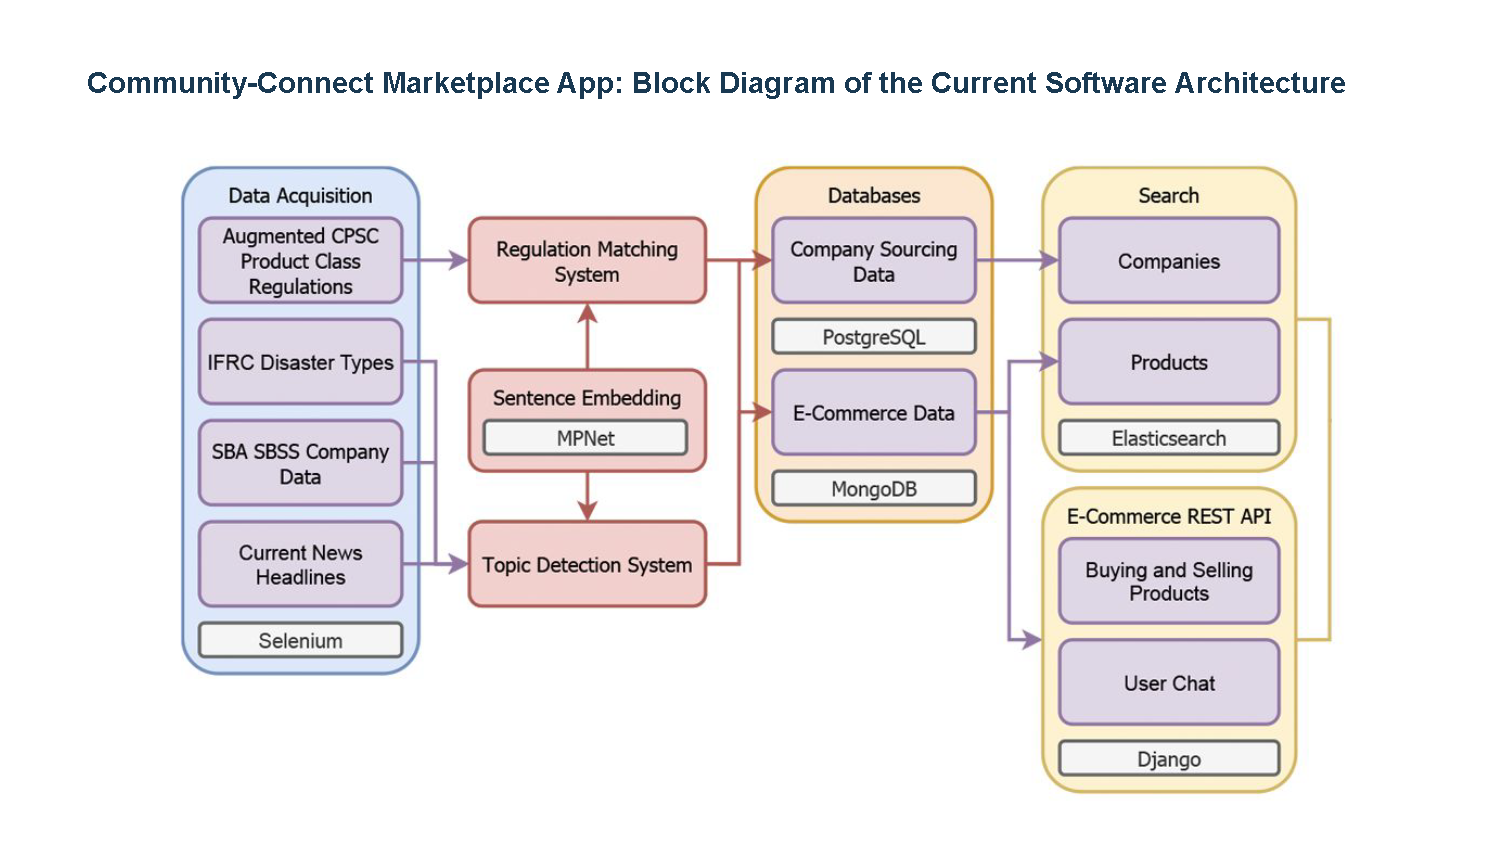 Community-Connect Marketplace App: Block Diagram of the Current Software Architecture
Data Acquisition
Augmented CPSC
Product Class
Regulations
IFRC Disaster Types
SBA SBSS Company
Data
Current News
Headlines
Selenium
Regulation Matching
System
Sentence Embedding
MPNet
Topic Detection System
Databases
Company Sourcing
Data
PostgreSQL
E-Commerce Data
MongoDB
Search
Companies
Products
Elasticsearch
E-Commerce REST API
Buying and Selling
Products
User Chat
Django